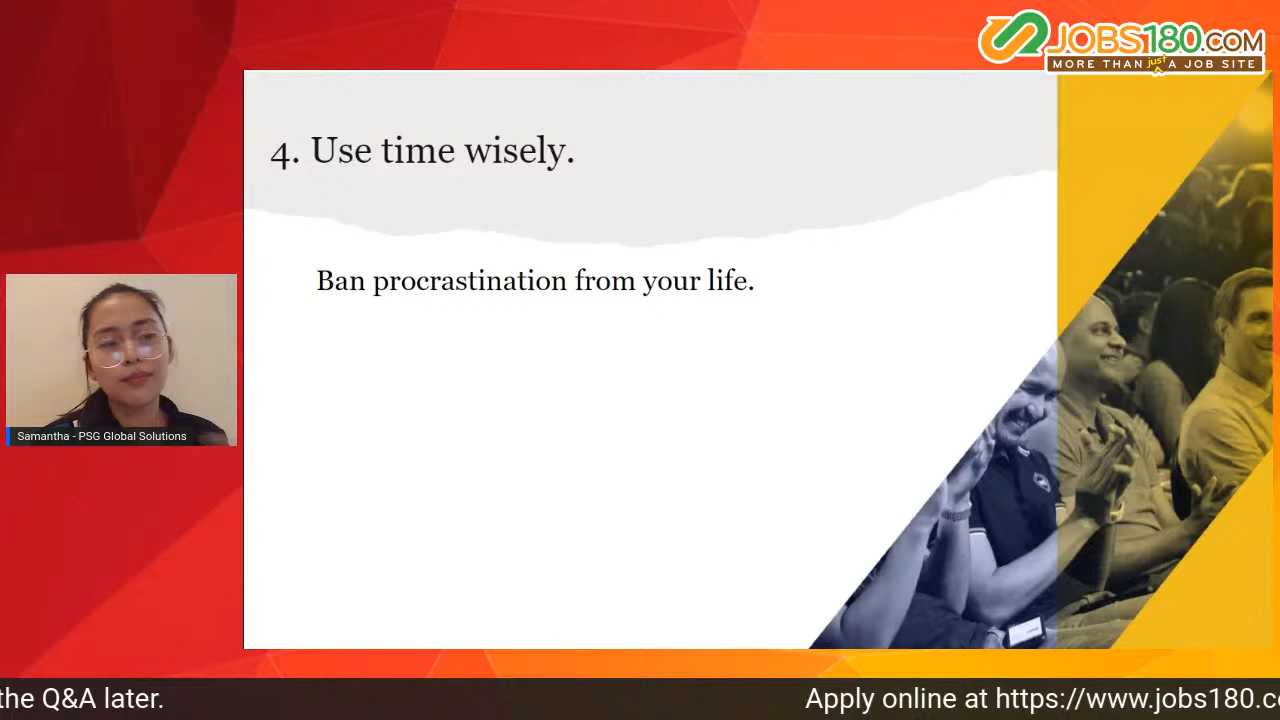 JOBS180.COM
MORE THAN just A JOB SITE
4. Use time wisely.
Ban procrastination from your life.
Samantha - PSG Global Solutions
the Q&A later.
Apply online at https://www.jobs180.c